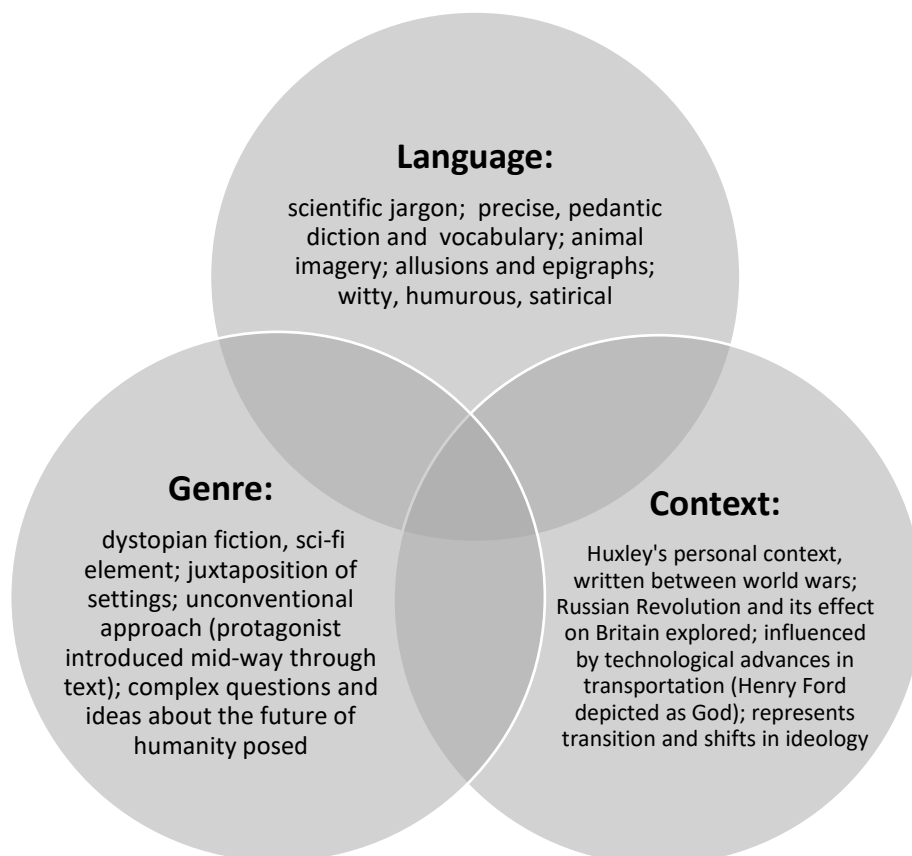 Language:
scientific jargon;  precise, pedantic
diction and  vocabulary; animal
imagery; allusions and epigraphs;
witty, humurous, satirical
Genre:
dystopian fiction, sci-fi
element; juxtaposition of
settings; unconventional
approach (protagonist
introduced mid-way through
text); complex questions and
ideas about the future of
humanity posed
Context:
Huxley's personal context,
written between world wars;
Russian Revolution and its effect
on Britain explored; influenced
by technological advances in
transportation (Henry Ford
depicted as God); represents
transition and shifts in ideology